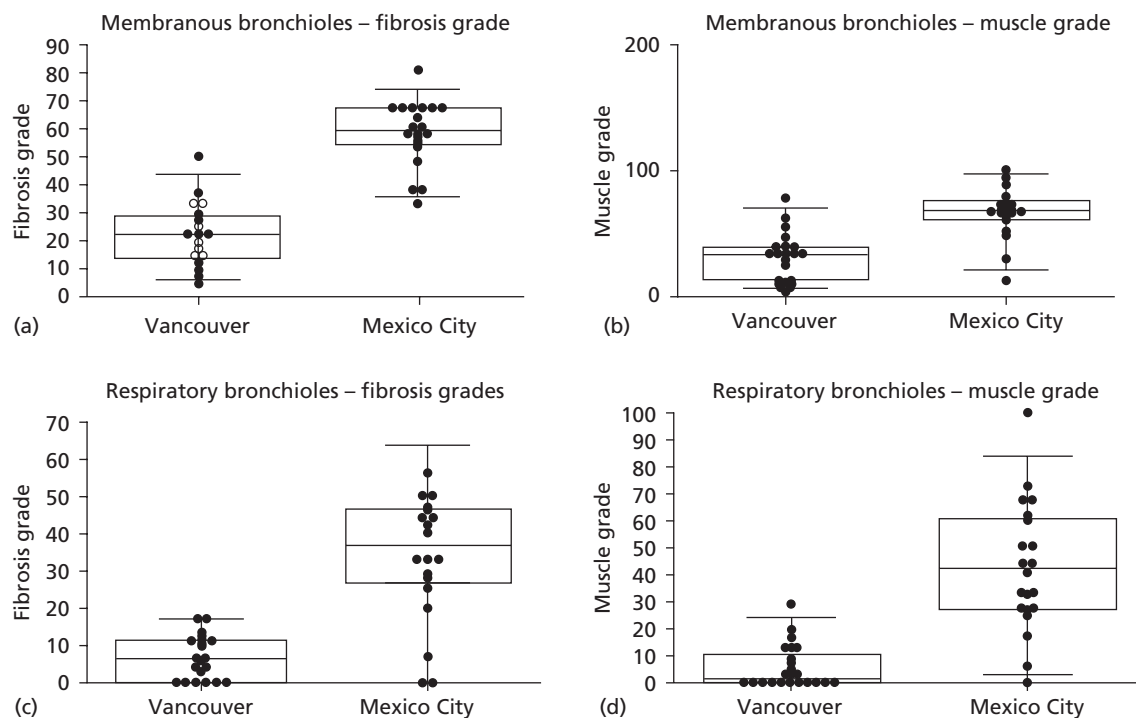 Membranous bronchioles – fibrosis grade
90
80
70
60
50
40
30
20
10
0
Fibrosis grade
Vancouver
Mexico City
(a)
Membranous bronchioles – muscle grade
200
100
0
Muscle grade
Vancouver
Mexico City
(b)
Respiratory bronchioles – fibrosis grades
70
60
50
40
30
20
10
0
Fibrosis grade
Vancouver
Mexico City
(c)
Respiratory bronchioles – muscle grade
100
90
80
70
60
50
40
30
20
10
0
Muscle grade
Vancouver
Mexico City
(d)